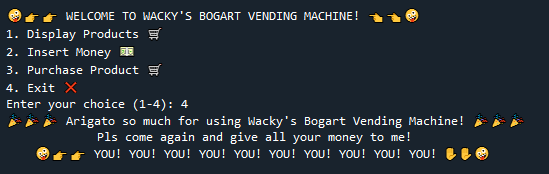 🤪👉👉 WELCOME TO WACKY'S BOGART VENDING MACHINE! 👈👈🤪
1. Display Products 🛒
2. Insert Money 💵
3. Purchase Product 🛒
4. Exit ❌
Enter your choice (1-4): 4
🎉🎉🎉 Arigato so much for using Wacky's Bogart Vending Machine! 🎉🎉🎉
Pls come again and give all your money to me!
🤪👉👉 YOU! YOU! YOU! YOU! YOU! YOU! YOU! YOU! YOU! YOU! ✋✋🤪